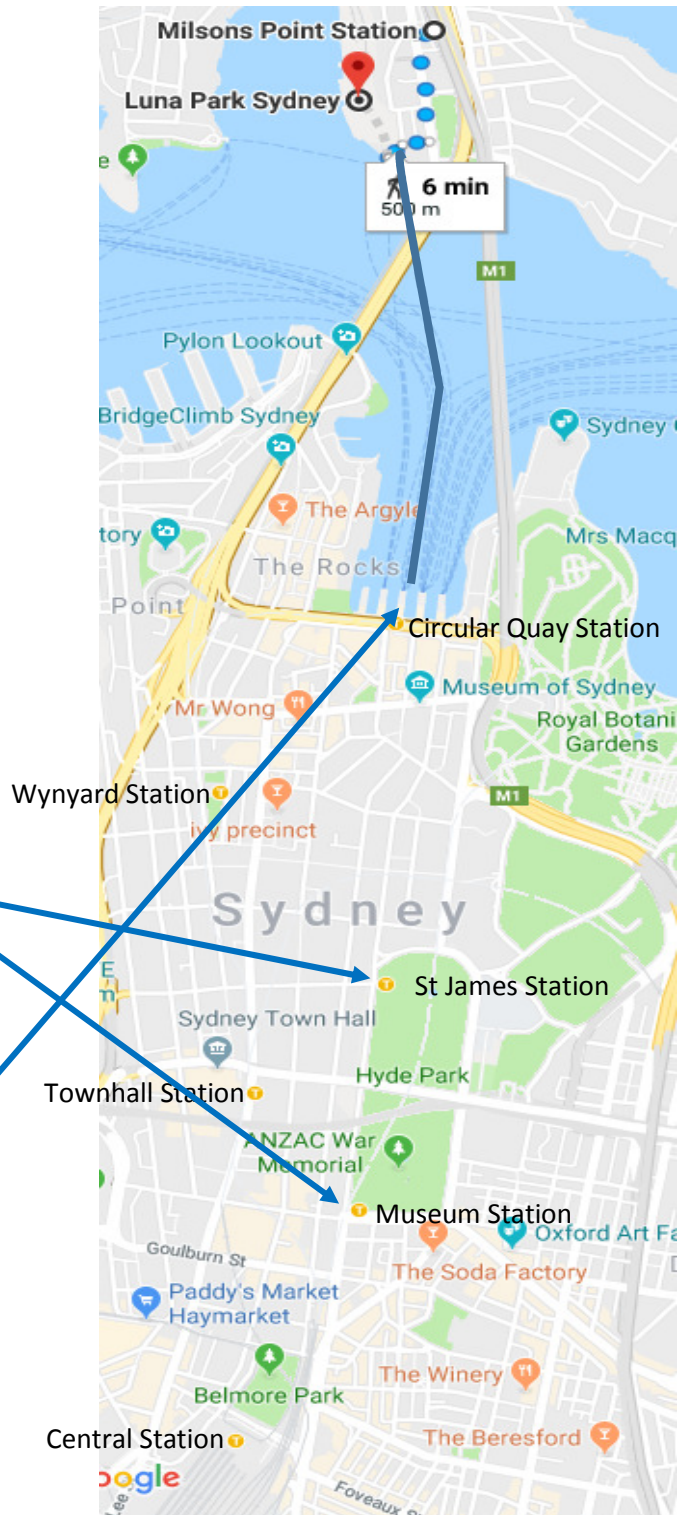 Milsons Point Station
Luna Park Sydney
e
6 min
500 m
M1
Pylon Lookout
BridgeClimb Sydney
Sydney
The Argyle
tory
Mrs Macq
The Rocks
Point
Circular Quay Station
Museum of Sydney
Mr Wong
Royal Botani
Gardens
Wynyard Station
M1
ivy precinct
Sydney
E
m
St James Station
Sydney Town Hall
Hyde Park
Townhall Station
ANZAC War
Memorial
Museum Station
Oxford Art Fa
Goulburn St
The Soda Factory
Paddy's Market
Haymarket
The Winery
Belmore Park
Central Station
The Beresford
oogle
Lee
Foveaux